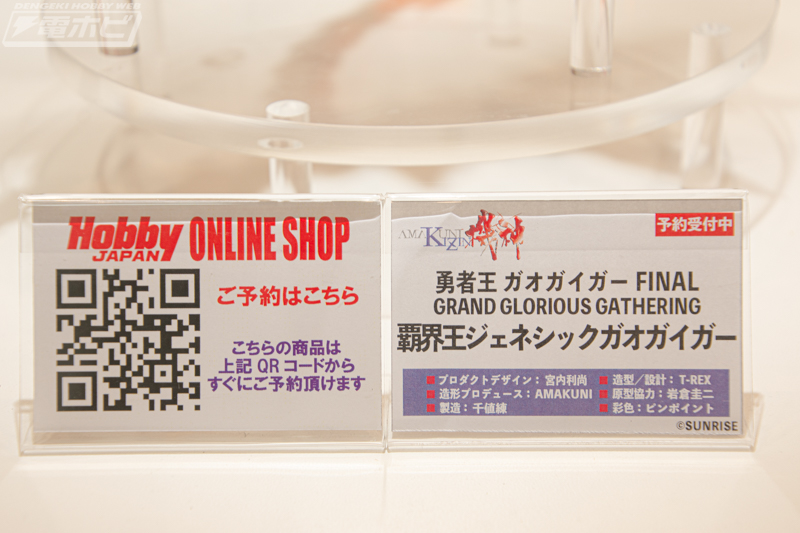 DENGEKI HOBBY WEB
電ホビ
Hobby JAPAN ONLINE SHOP
ご予約はこちら
こちらの商品は
上記 QRコードから
すぐにご予約頂けます
AMAKUNI KIZIN 機神
予約受付中
勇者王 ガオガイガー FINAL
GRAND GLORIOUS GATHERING
覇界王ジェネシックガオガイガー
■プロダクトデザイン：宮内利尚 ■造型／設計：T-REX
■造形プロデュース：AMAKUNI ■原型協力：岩倉圭二
■製造：千値練 ■彩色：ピンポイント
©SUNRISE